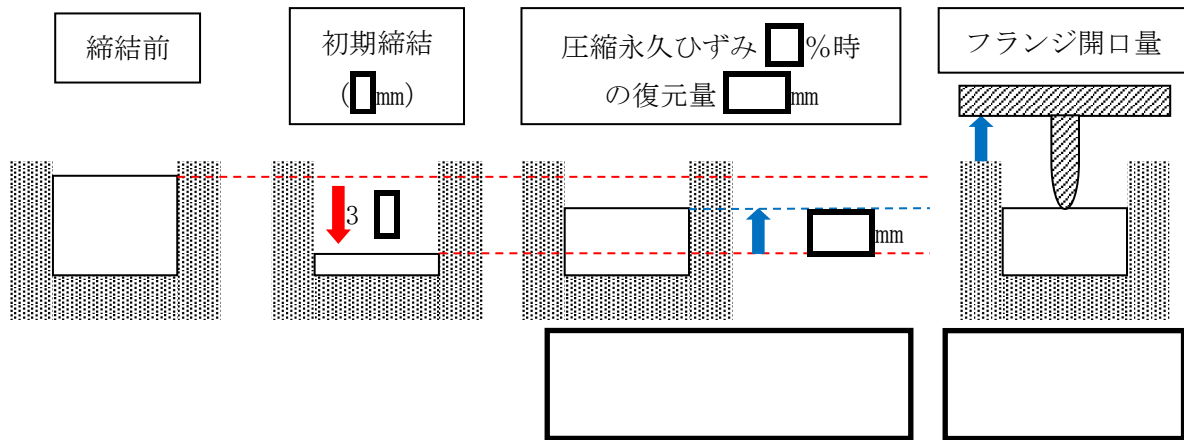 締結前
初期締結
(□mm)
圧縮永久ひずみ □%時
の復元量 □mm
フランジ開口量
3 □
□mm